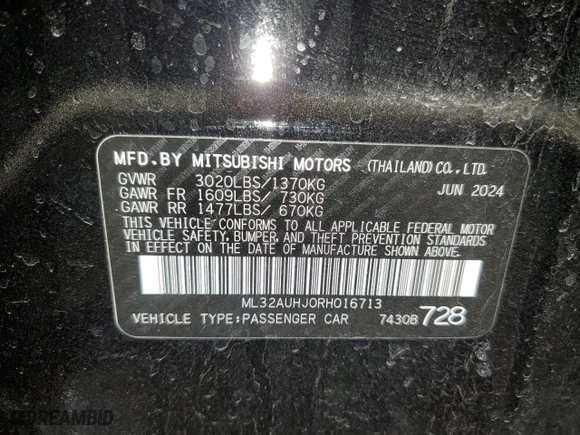 MFD.BY MITSUBISHI MOTORS (THAILAND)CO.,LTD.
GVWR 3020LBS/1370KG JUN 2024
GAWR FR 1609LBS/ 730KG
GAWR RR 1477LBS/ 670KG
THIS VEHICLE CONFORMS TO ALL APPLICABLE FEDERAL MOTOR
VEHICLE SAFETY, BUMPER, AND THEFT PREVENTION STANDARDS
IN EFFECT ON THE DATE OF MANUFACTURE SHOWN ABOVE.
ML32AUHJ0RH016713
VEHICLE TYPE:PASSENGER CAR 7430B 728
DREAMBID